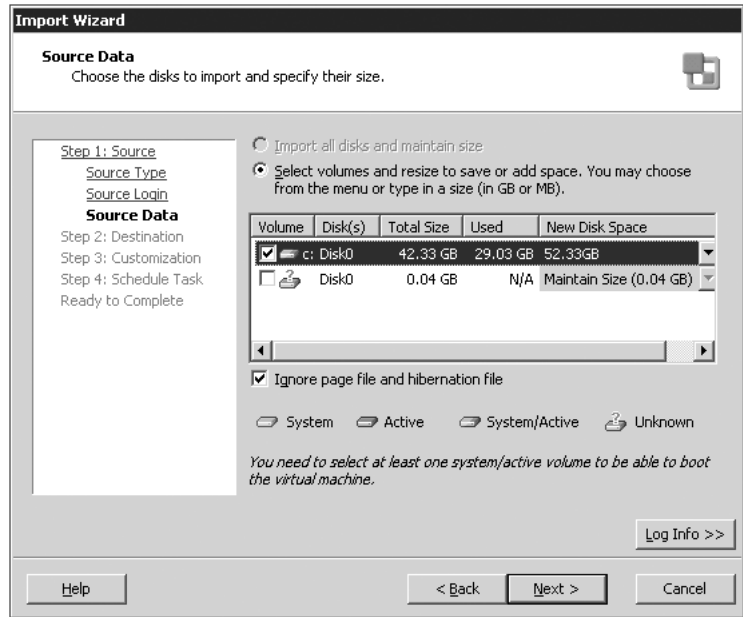 Import Wizard
Source Data
Choose the disks to import and specify their size.
Step 1: Source
Source Type
Source Login
Source Data
Step 2: Destination
Step 3: Customization
Step 4: Schedule Task
Ready to Complete
Import all disks and maintain size
Select volumes and resize to save or add space. You may choose
from the menu or type in a size (in GB or MB).
Volume Disk(s) Total Size Used New Disk Space
c: Disk0 42.33 GB 29.03 GB 52.33GB
Disk0 0.04 GB N/A Maintain Size (0.04 GB)
Ignore page file and hibernation file
System Active System/Active Unknown
You need to select at least one system/active volume to be able to boot
the virtual machine.
Log Info >>
Help < Back Next > Cancel